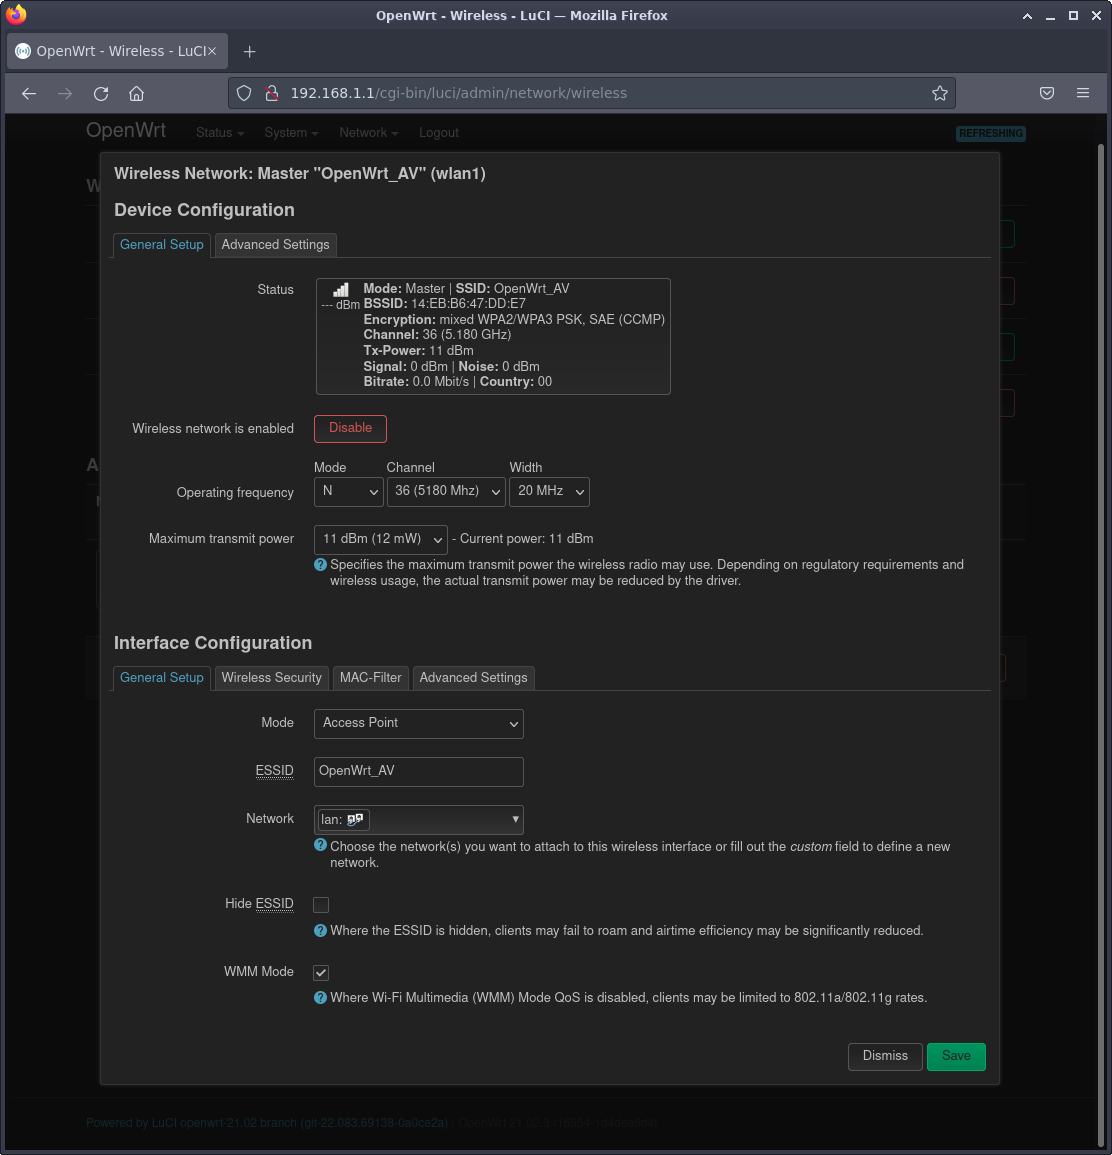 OpenWrt - Wireless - LuCI — Mozilla Firefox
OpenWrt - Wireless - LuCI
192.168.1.1/cgi-bin/luci/admin/network/wireless
OpenWrt Status System Network Logout REFRESHING
Wireless Network: Master "OpenWrt_AV" (wlan1)
Device Configuration
General Setup Advanced Settings
Status
--- dBm
Mode: Master | SSID: OpenWrt_AV
BSSID: 14:EB:B6:47:DD:E7
Encryption: mixed WPA2/WPA3 PSK, SAE (CCMP)
Channel: 36 (5.180 GHz)
Tx-Power: 11 dBm
Signal: 0 dBm | Noise: 0 dBm
Bitrate: 0.0 Mbit/s | Country: 00
Wireless network is enabled Disable
Mode Channel Width
Operating frequency N 36 (5180 Mhz) 20 MHz
Maximum transmit power 11 dBm (12 mW) - Current power: 11 dBm
Specifies the maximum transmit power the wireless radio may use. Depending on regulatory requirements and
wireless usage, the actual transmit power may be reduced by the driver.
Interface Configuration
General Setup Wireless Security MAC-Filter Advanced Settings
Mode Access Point
ESSID OpenWrt_AV
Network lan:
Choose the network(s) you want to attach to this wireless interface or fill out the custom field to define a new
network.
Hide ESSID
Where the ESSID is hidden, clients may fail to roam and airtime efficiency may be significantly reduced.
WMM Mode
Where Wi-Fi Multimedia (WMM) Mode QoS is disabled, clients may be limited to 802.11a/802.11g rates.
Dismiss Save
Powered by LuCI openwrt-21.02 branch (git-22.083.69138-0a0ce2a) / OpenWrt